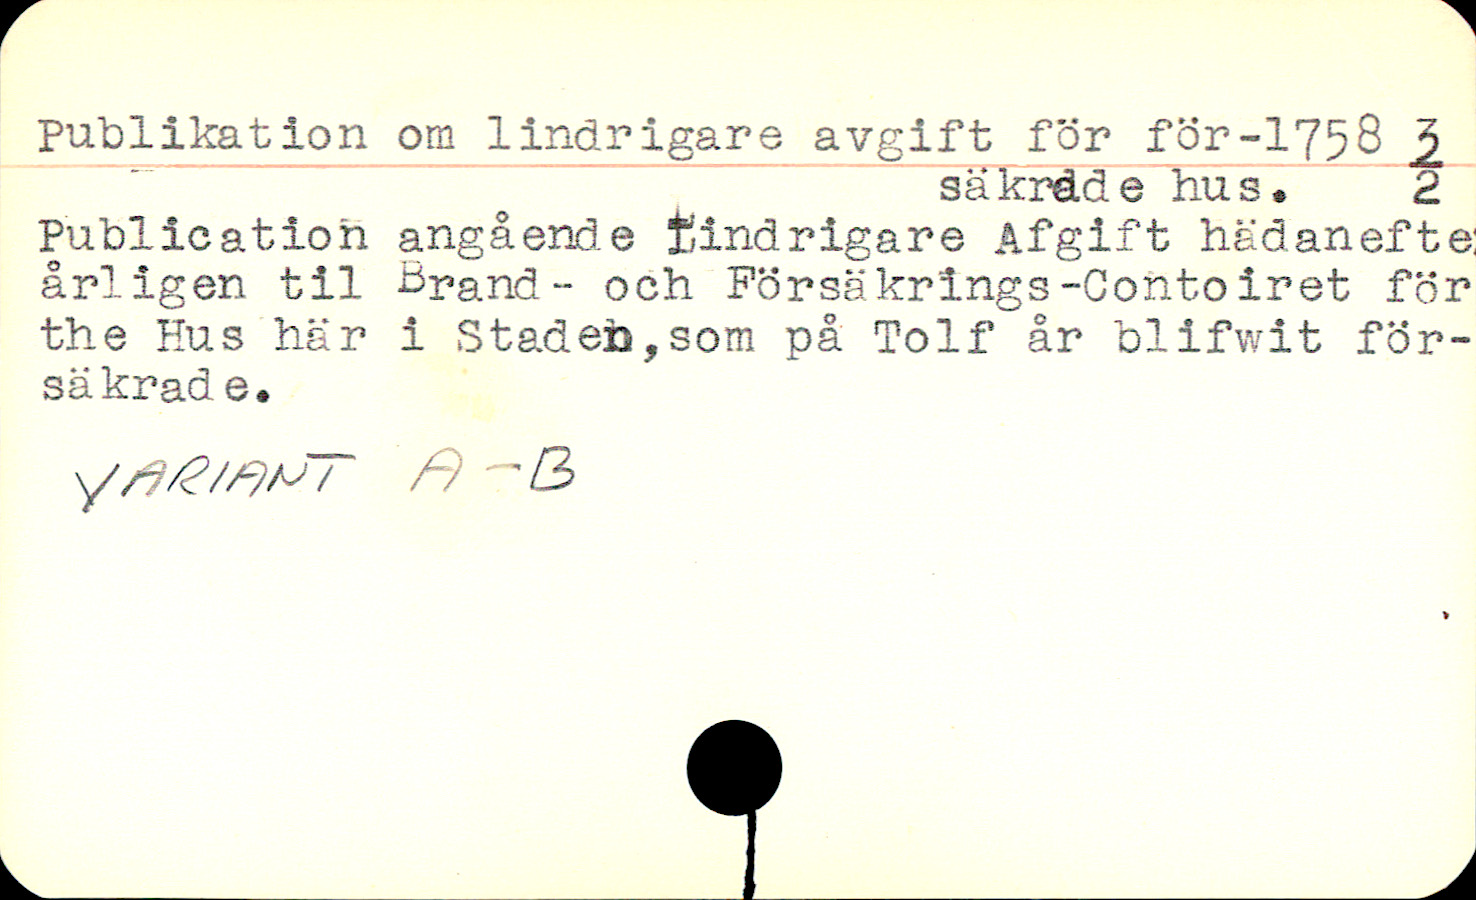 Publikation om lindrigare avgift för för-1758 3/2
säkrade hus.
Publication angående Lindrigare Afgift hädanefter
årligen til Brand- och Försäkrings-Contoiret för
the Hus här i Staden,som på Tolf år blifwit för-
säkrade.
VARIANT A-B